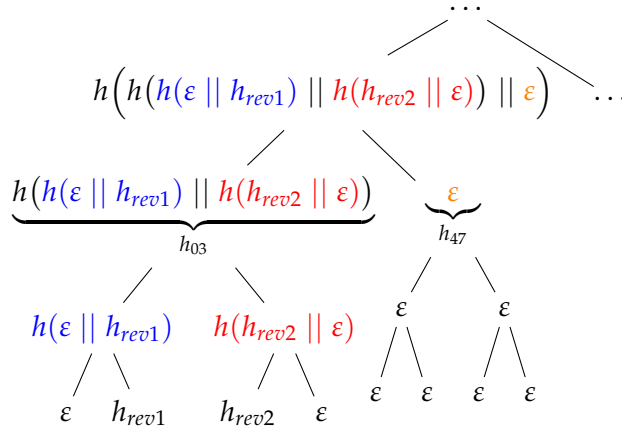 ...
h(h(h(ε || h_rev1) || h(h_rev2 || ε)) || ε) ...
h(h(ε || h_rev1) || h(h_rev2 || ε)) ε
h_03 h_47
h(ε || h_rev1) h(h_rev2 || ε) ε ε
ε h_rev1 h_rev2 ε ε ε ε ε